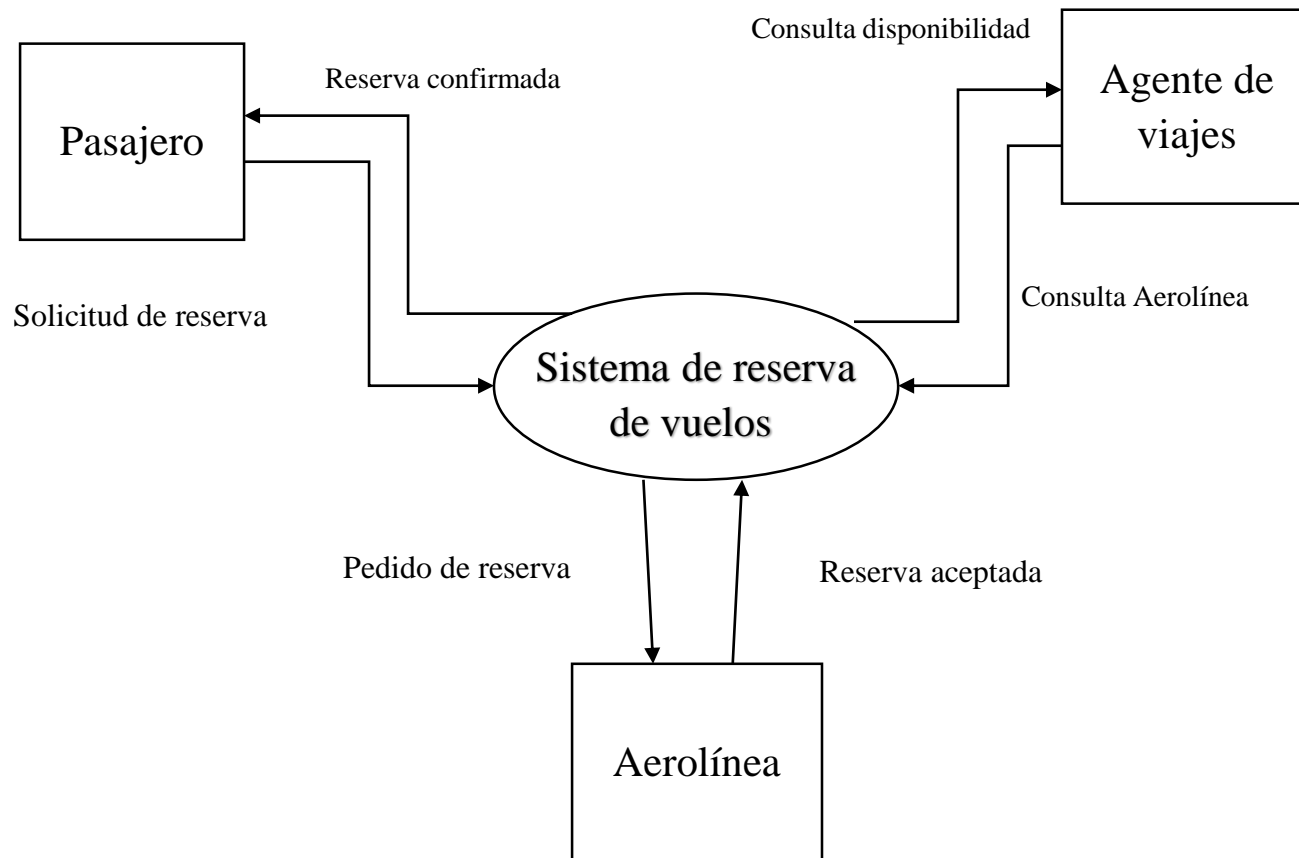 Consulta disponibilidad
Reserva confirmada
Agente de
viajes
Pasajero
Solicitud de reserva
Consulta Aerolínea
Sistema de reserva
de vuelos
Pedido de reserva
Reserva aceptada
Aerolínea